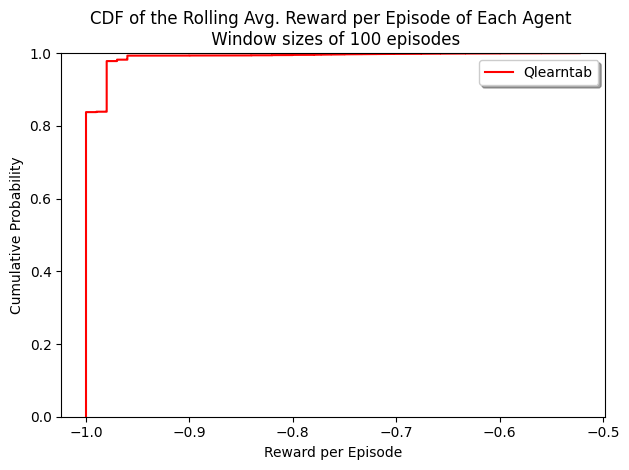 CDF of the Rolling Avg. Reward per Episode of Each Agent
Window sizes of 100 episodes
Qlearntab
Cumulative Probability
1.0
0.8
0.6
0.4
0.2
0.0
−1.0
−0.9
−0.8
−0.7
−0.6
−0.5
Reward per Episode